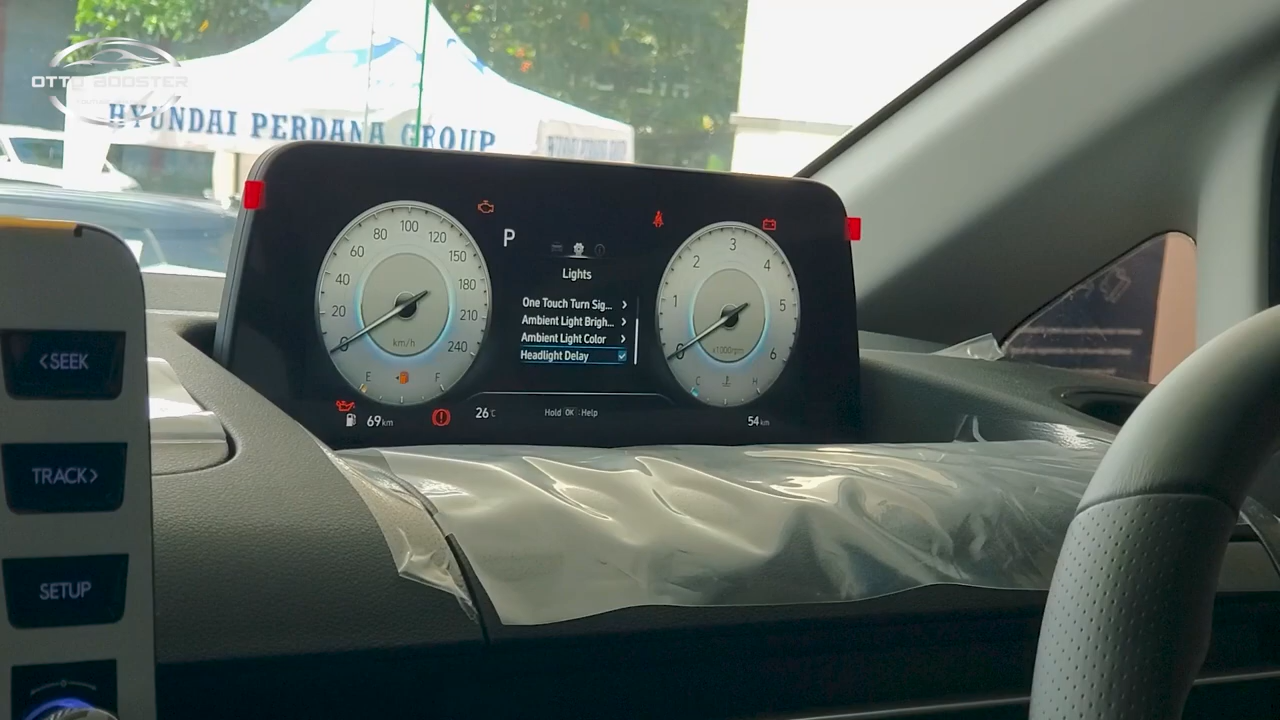 OTTO BOOSTER
HYUNDAI PERDANA GROUP
<SEEK
TRACK>
SETUP
0
20
40
60
80
100
120
150
180
210
240
km/h
E
F
P
Lights
One Touch Turn Sig... >
Ambient Light Brigh... >
Ambient Light Color >
Headlight Delay
0
1
2
3
4
5
6
x1000rpm
C
H
69km
26°C
Hold OK : Help
54km